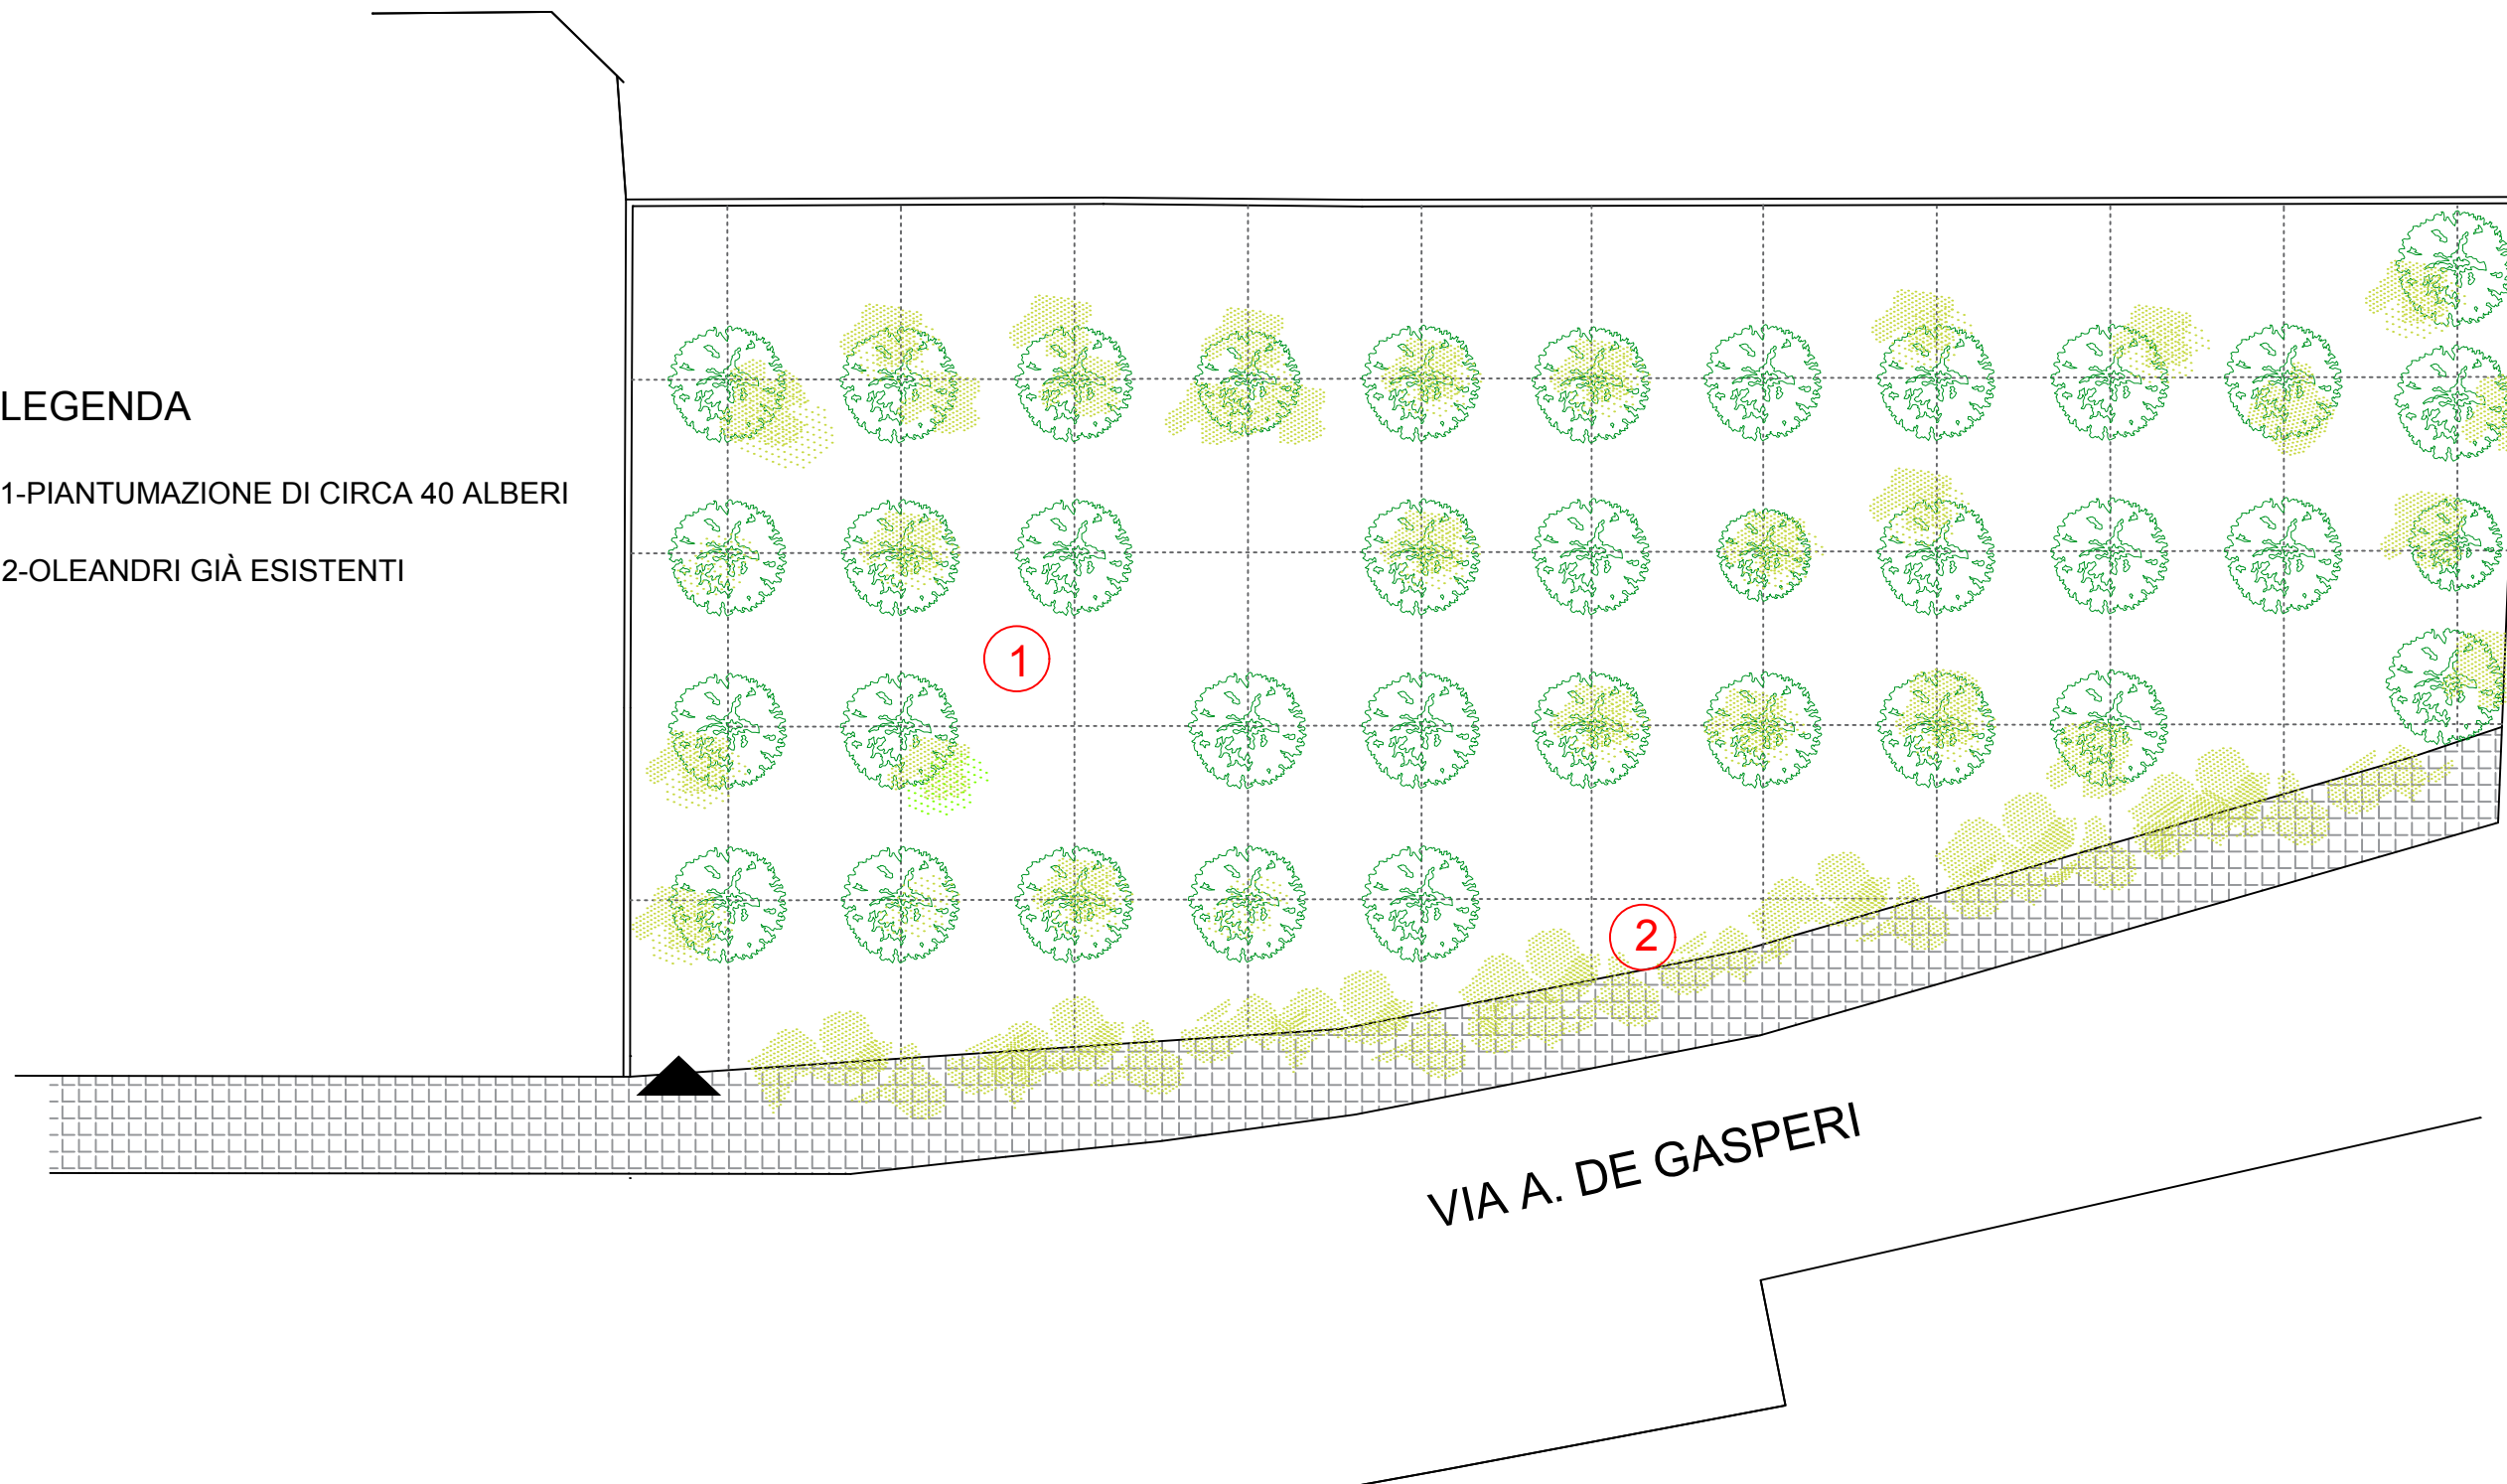 LEGENDA
1-PIANTUMAZIONE DI CIRCA 40 ALBERI
2-OLEANDRI GIÀ ESISTENTI
1
2
VIA A. DE GASPERI